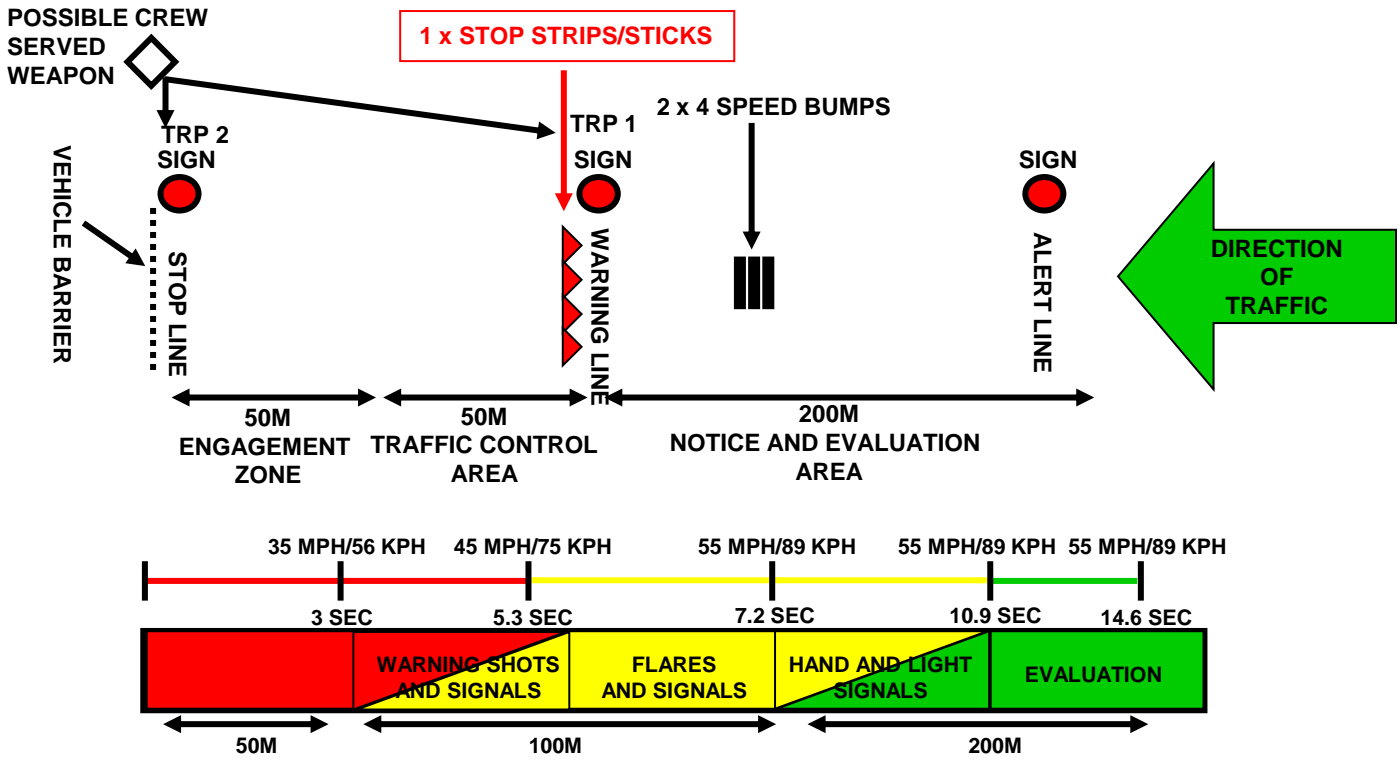 POSSIBLE CREW
SERVED
WEAPON
1 x STOP STRIPS/STICKS
2 x 4 SPEED BUMPS
TRP 2
SIGN
TRP 1
SIGN
SIGN
VEHICLE BARRIER
STOP LINE
WARNING LINE
ALERT LINE
DIRECTION
OF
TRAFFIC
50M
ENGAGEMENT
ZONE
50M
TRAFFIC CONTROL
AREA
200M
NOTICE AND EVALUATION
AREA
35 MPH/56 KPH
45 MPH/75 KPH
55 MPH/89 KPH
55 MPH/89 KPH
55 MPH/89 KPH
3 SEC
5.3 SEC
7.2 SEC
10.9 SEC
14.6 SEC
WARNING SHOTS
AND SIGNALS
FLARES
AND SIGNALS
HAND AND LIGHT
SIGNALS
EVALUATION
50M
100M
200M